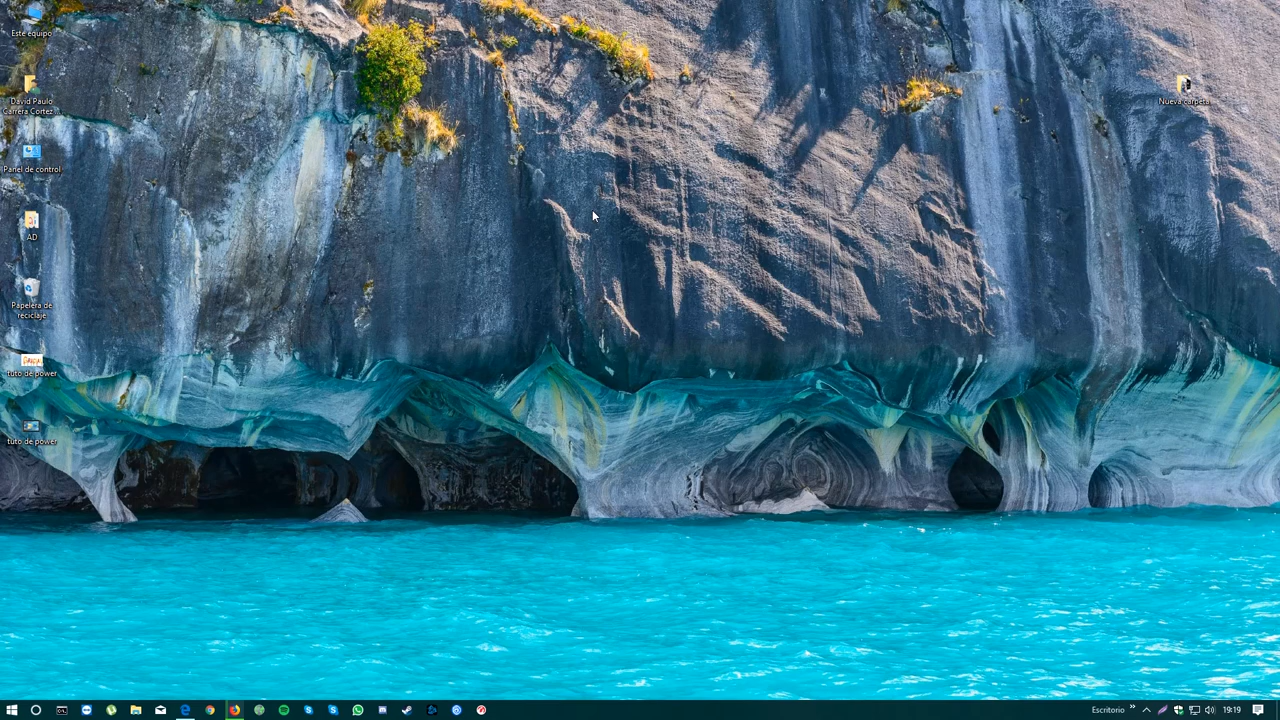 Este equipo
David Paulo
Carrera Cortez...
Panel de control
AD
Papelera de
reciclaje
tuto de power
tuto de power
Nueva carpeta
Escritorio
19:19